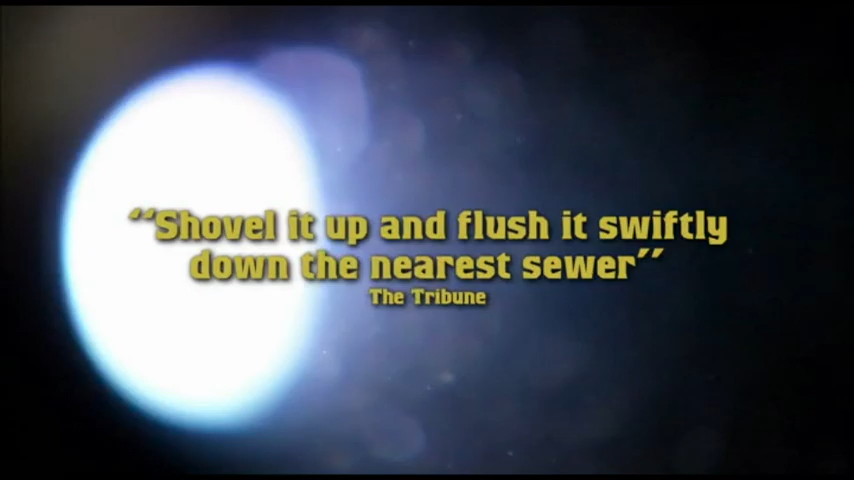 “Shovel it up and flush it swiftly
down the nearest sewer”
The Tribune